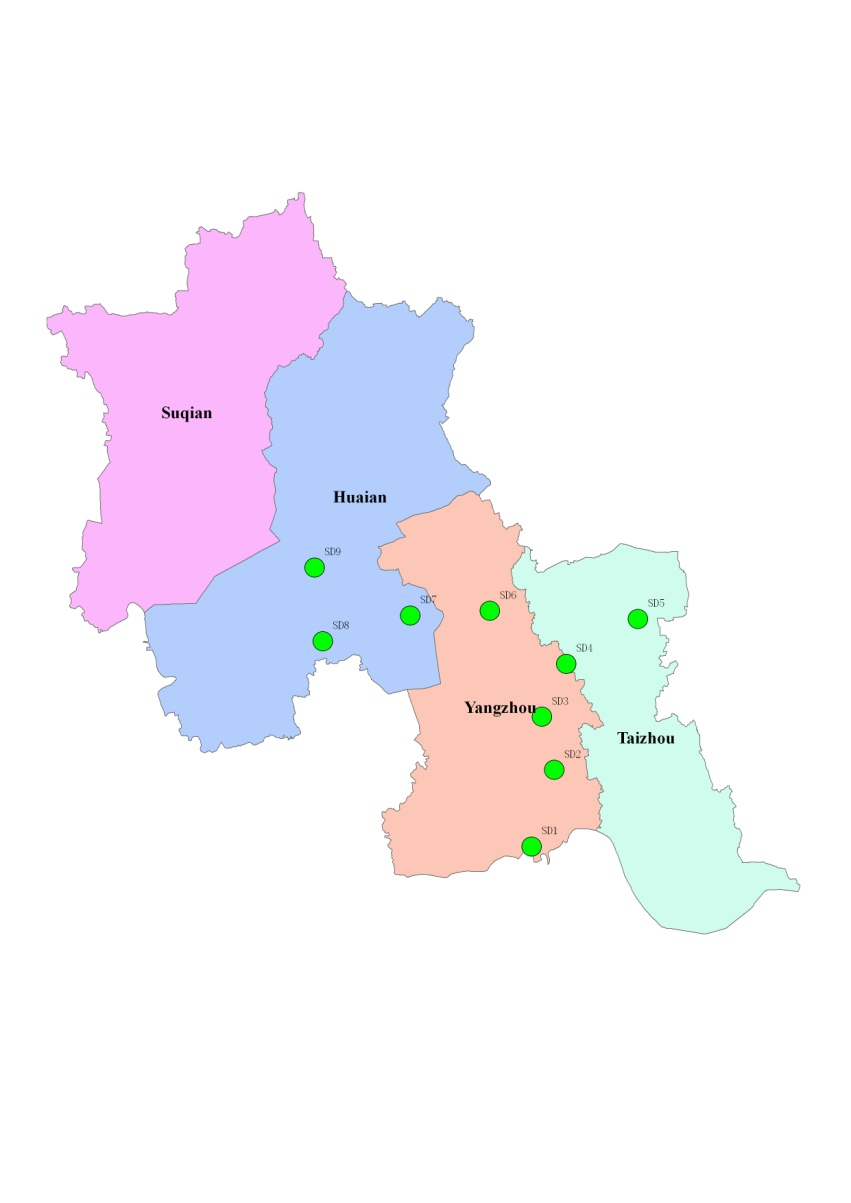 Suqian
Huaian
SD9
SD7
SD6
SD5
SD8
SD4
SD3
Yangzhou
Taizhou
SD2
SD1